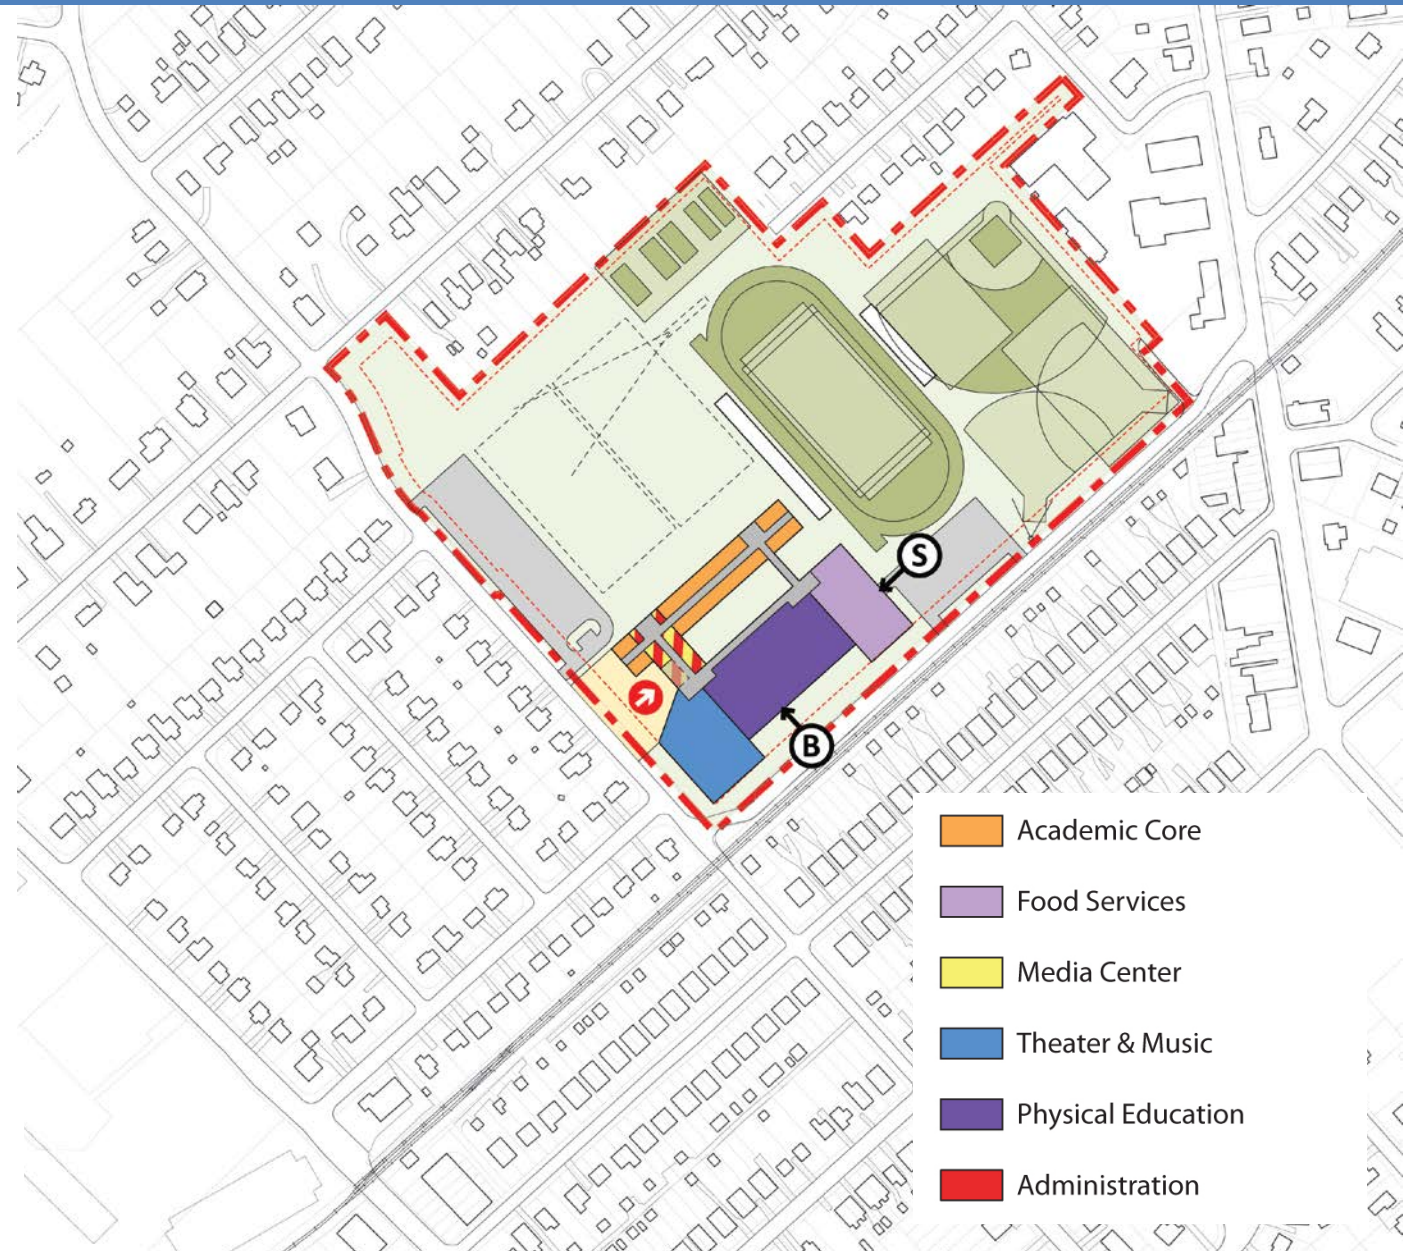 S
B
Academic Core
Food Services
Media Center
Theater & Music
Physical Education
Administration